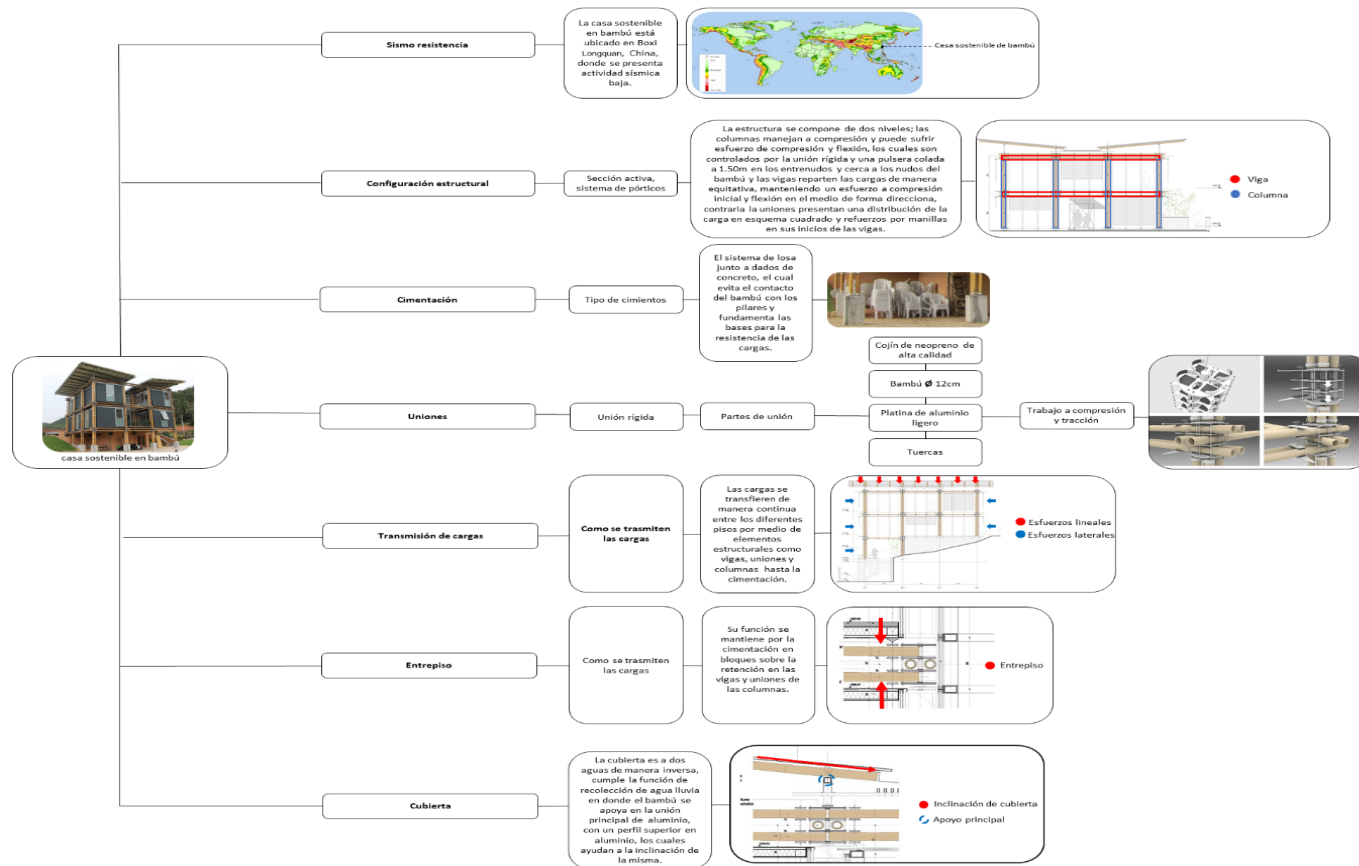 Sismo resistencia
La casa sostenible
en bambú está
ubicado en Boxi
Longquan, China,
donde se presenta
actividad sísmica
baja.
Casa sostenible de bambú
Configuración estructural
Sección activa,
sistema de pórticos
La estructura se compone de dos niveles; las
columnas manejan a compresión y puede sufrir
esfuerzo de compresión y flexión, los cuales son
controlados por la unión rígida y una pulsera colada
a 1.50m en los entrenudos y cerca a los nudos del
bambú y las vigas reparten las cargas de manera
equitativa, manteniendo un esfuerzo a compresión
inicial y flexión en el medio de forma direcciona,
contraria la uniones presentan una distribución de la
carga en esquema cuadrado y refuerzos por manillas
en sus inicios de las vigas.
Viga
Columna
Cimentación
Tipo de cimientos
El sistema de losa
junto a dados de
concreto, el cual
evita el contacto
del bambú con los
pilares y
fundamenta las
bases para la
resistencia de las
cargas.
casa sostenible en bambú
Uniones
Unión rígida
Partes de unión
Cojín de neopreno de
alta calidad
Bambú Ø 12cm
Platina de aluminio
ligero
Tuercas
Trabajo a compresión
y tracción
Transmisión de cargas
Como se trasmiten
las cargas
Las cargas se
transfieren de
manera continua
entre los diferentes
pisos por medio de
elementos
estructurales como
vigas, uniones y
columnas hasta la
cimentación.
Esfuerzos lineales
Esfuerzos laterales
Entrepiso
Como se trasmiten
las cargas
Su función se
mantiene por la
cimentación en
bloques sobre la
retención en las
vigas y uniones de
las columnas.
Entrepiso
Cubierta
La cubierta es a dos
aguas de manera inversa,
cumple la función de
recolección de agua lluvia
en donde el bambú se
apoya en la unión
principal de aluminio,
con un perfil superior en
aluminio, los cuales
ayudan a la inclinación de
la misma.
Inclinación de cubierta
Apoyo principal